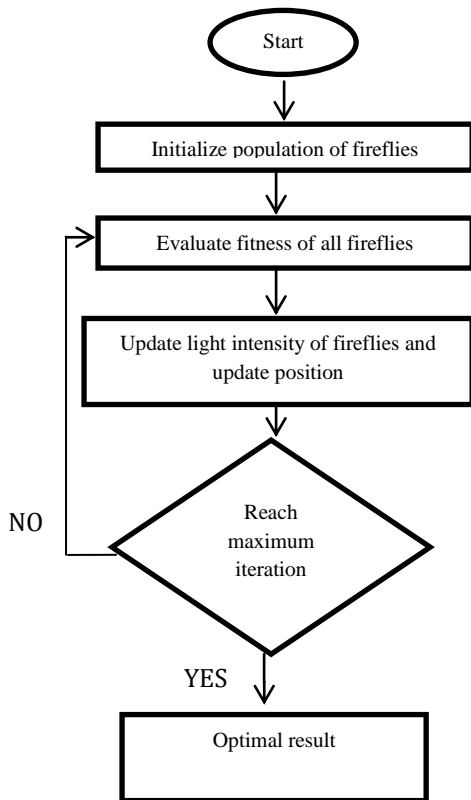 Start
Initialize population of fireflies
Evaluate fitness of all fireflies
Update light intensity of fireflies and
update position
Reach
maximum
iteration
NO
YES
Optimal result